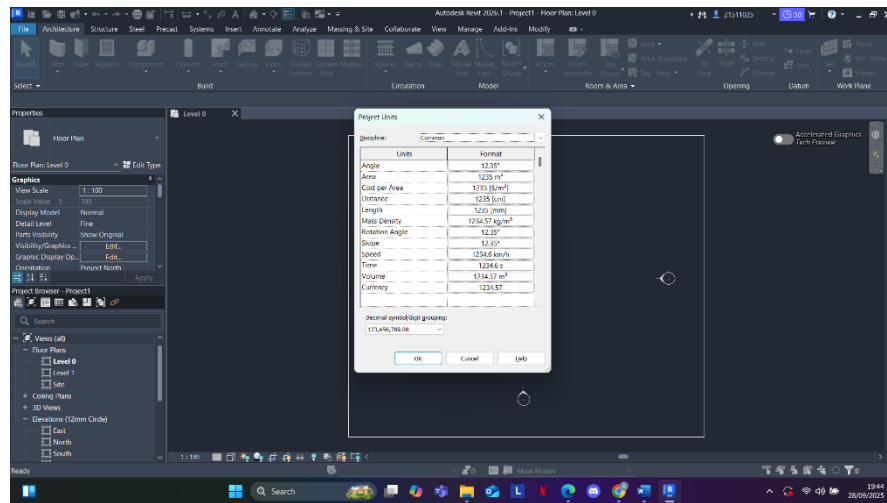 Autodesk Revit 2026.1 - Project1 - Floor Plan: Level 0
21511025
30
File Architecture Structure Steel Precast Systems Insert Annotate Analyze Massing & Site Collaborate View Manage Add-Ins Modify
Modify Wall Door Window Component Column Roof Ceiling Floor Curtain System Curtain Grid Mullion Railing Ramp Stair Model Text Model Line Model Group Room Room Separator Tag Room Area Area Boundary Tag Area By Face Shaft Wall Vertical Dormer Level Grid Set Show Ref Plane Viewer
Select Build Circulation Model Room & Area Opening Datum Work Plane
Properties
Level 0
Floor Plan
Floor Plan: Level 0 Edit Type
Graphics
View Scale 1 : 100
Scale Value 1: 100
Display Model Normal
Detail Level Fine
Parts Visibility Show Original
Visibility/Graphics ... Edit...
Graphic Display Op... Edit...
Orientation Project North
Apply
Project Browser - Project1
Search
Views (all)
Floor Plans
Level 0
Level 1
Site
Ceiling Plans
3D Views
Elevations (12mm Circle)
East
North
South
Project Units
Discipline: Common
Units Format
Angle 12.35°
Area 1235 m²
Cost per Area 1235 [$/m²]
Distance 1235 [cm]
Length 1235 [mm]
Mass Density 1234.57 kg/m³
Rotation Angle 12.35°
Slope 12.35°
Speed 1234.6 km/h
Time 1234.6 s
Volume 1234.57 m³
Currency 1234.57
Decimal symbol/digit grouping:
123,456,789.00
OK Cancel Help
Accelerated Graphics
Tech Preview
1 : 100
Ready
:0 Main Model :0
Search
19:44
28/09/2025